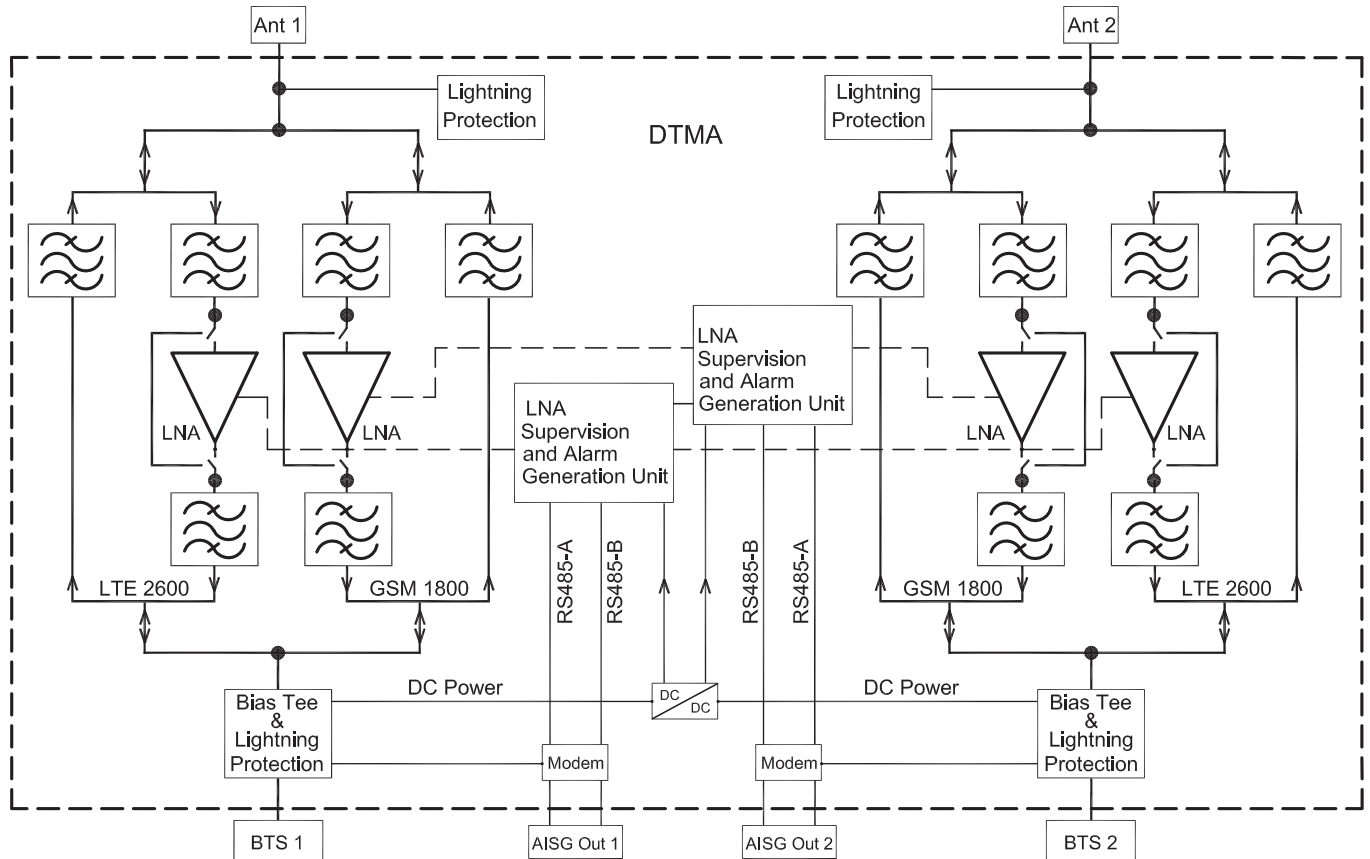 Ant 1
Ant 2
Lightning
Protection
Lightning
Protection
DTMA
LNA
Supervision
and Alarm
Generation Unit
LNA
Supervision
and Alarm
Generation Unit
LNA
LNA
LNA
LNA
RS485-A
RS485-B
RS485-B
RS485-A
LTE 2600
GSM 1800
GSM 1800
LTE 2600
DC Power
DC
DC
DC Power
Bias Tee
&
Lightning
Protection
Bias Tee
&
Lightning
Protection
Modem
Modem
BTS 1
AISG Out 1
AISG Out 2
BTS 2